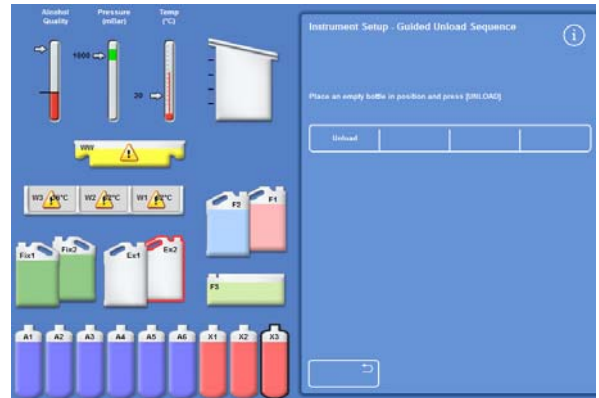 Alcohol Quality
Pressure (mBar)
Temp (°C)
1000
20
WW
W3
°C
W2
°C
W1
°C
F2
F1
Fix1
Fix2
Ex1
Ex2
F3
A1
A2
A3
A4
A5
A6
X1
X2
X3
Instrument Setup - Guided Unload Sequence
i
Place an empty bottle in position and press [UNLOAD]
Unload